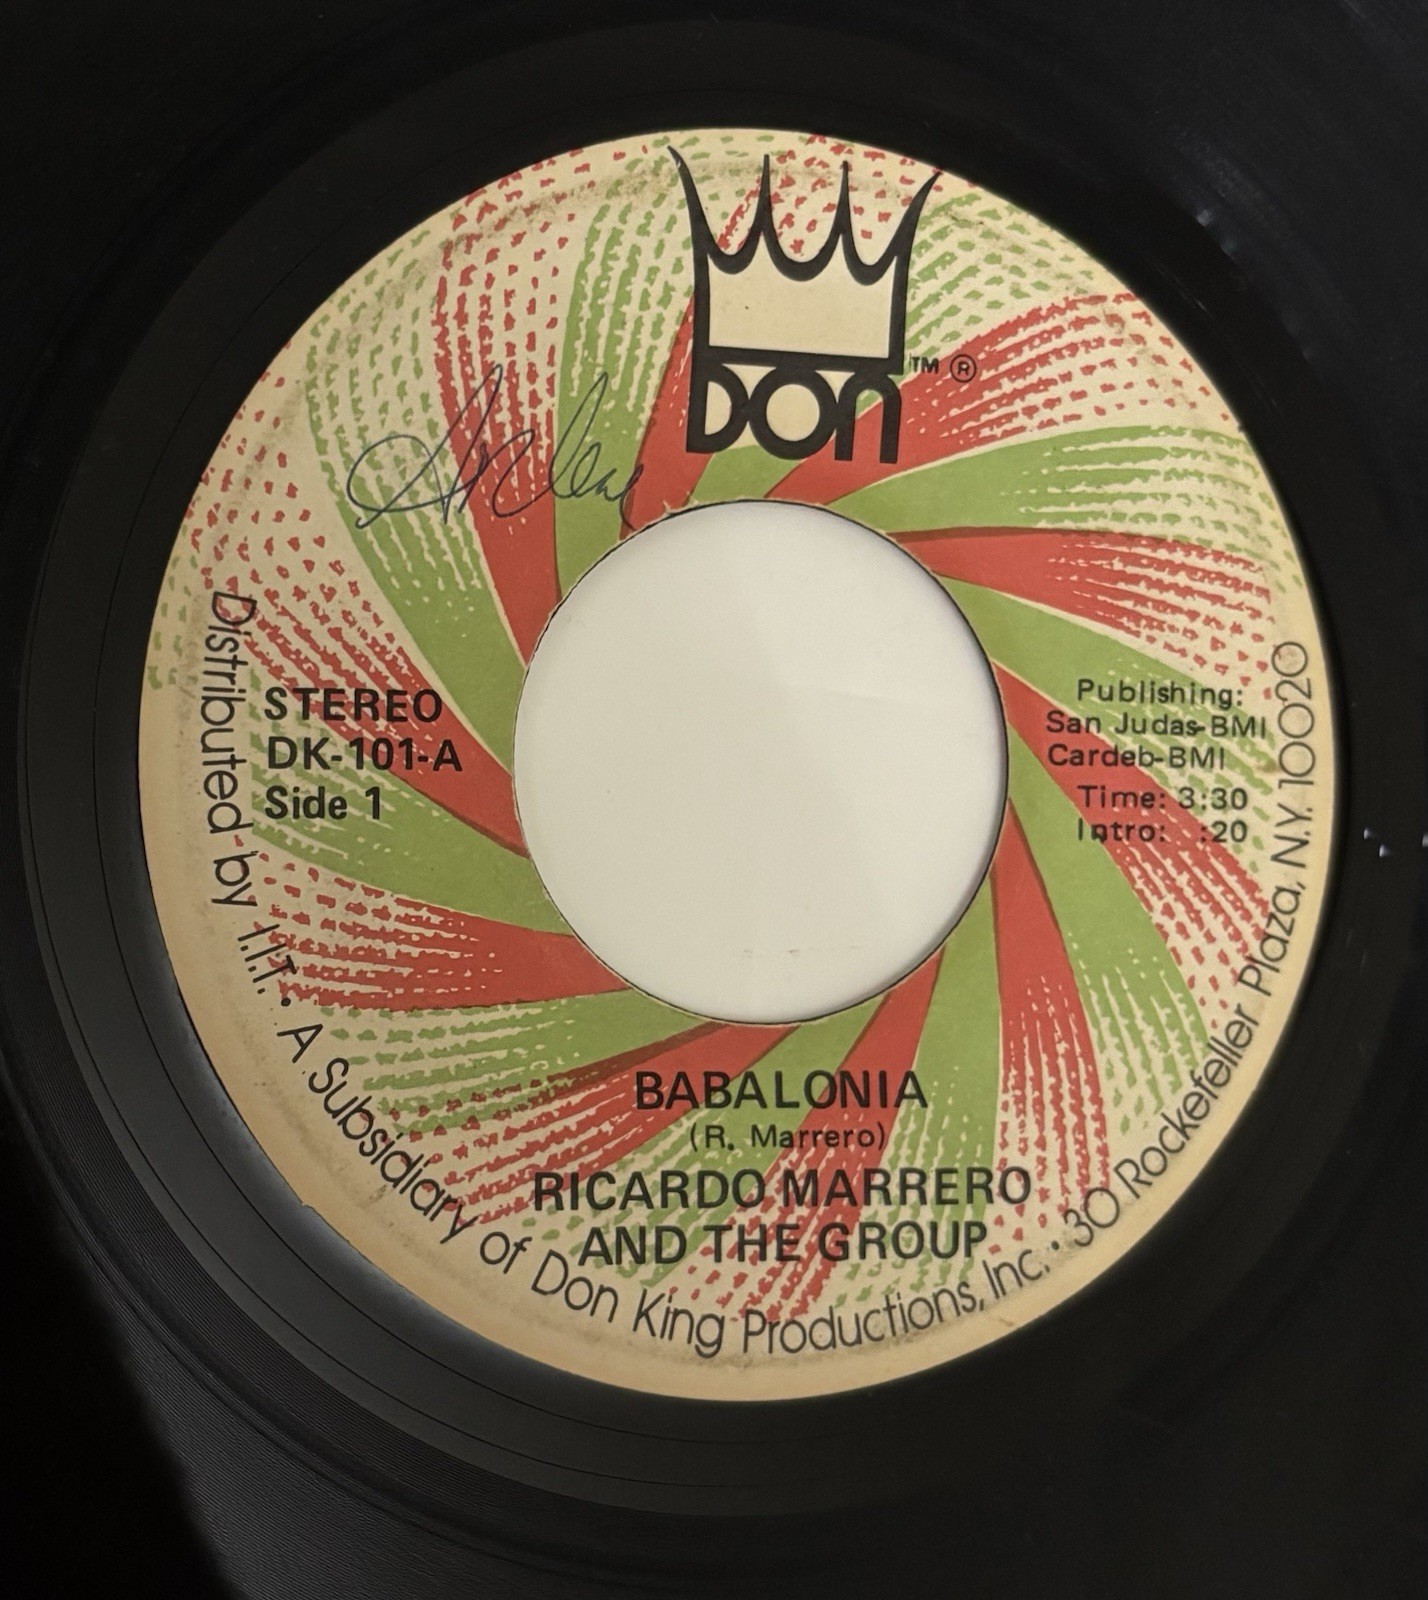 DON TM ®
Arlene
STEREO
DK-101-A
Side 1
Publishing:
San Judas-BMI
Cardeb-BMI
Time: 3:30
Intro: :20
BABALONIA
(R. Marrero)
RICARDO MARRERO
AND THE GROUP
Distributed by I.I.T. • A Subsidiary of Don King Productions, Inc. • 30 Rockefeller Plaza, N.Y. 10020